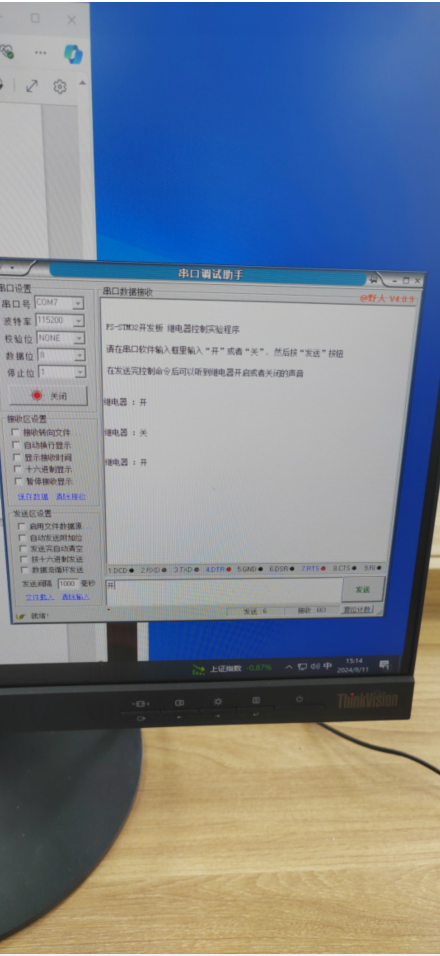 串口调试助手
串口设置
串口号 COM7
波特率 115200
校验位 NONE
数据位 8
停止位 1
关闭
接收区设置
接收转向文件
自动换行显示
显示接收时间
十六进制显示
暂停接收显示
保存数据 清除接收
发送区设置
启用文件数据源...
自动发送附加位
发送完自动清空
按十六进制发送
数据流循环发送
发送间隔 1000 毫秒
文件载入 清除输入
就绪!
串口数据接收
@野人 V4.0.9
PS-STM32开发板 继电器控制实验程序
请在串口软件输入框里输入“开”或者“关”，然后按“发送”按钮
在发送完控制命令后可以听到继电器开启或者关闭的声音
继电器 : 开
继电器 : 关
继电器 : 开
1.DCD 2.RXD 3.TXD 4.DTR 5.GND 6.DSR 7.RTS 8.CTS 9.RI
开
发送
发送 : 6
复位计数
上证指数 -0.67%
中
15:14
2024/9/11
ThinkVision